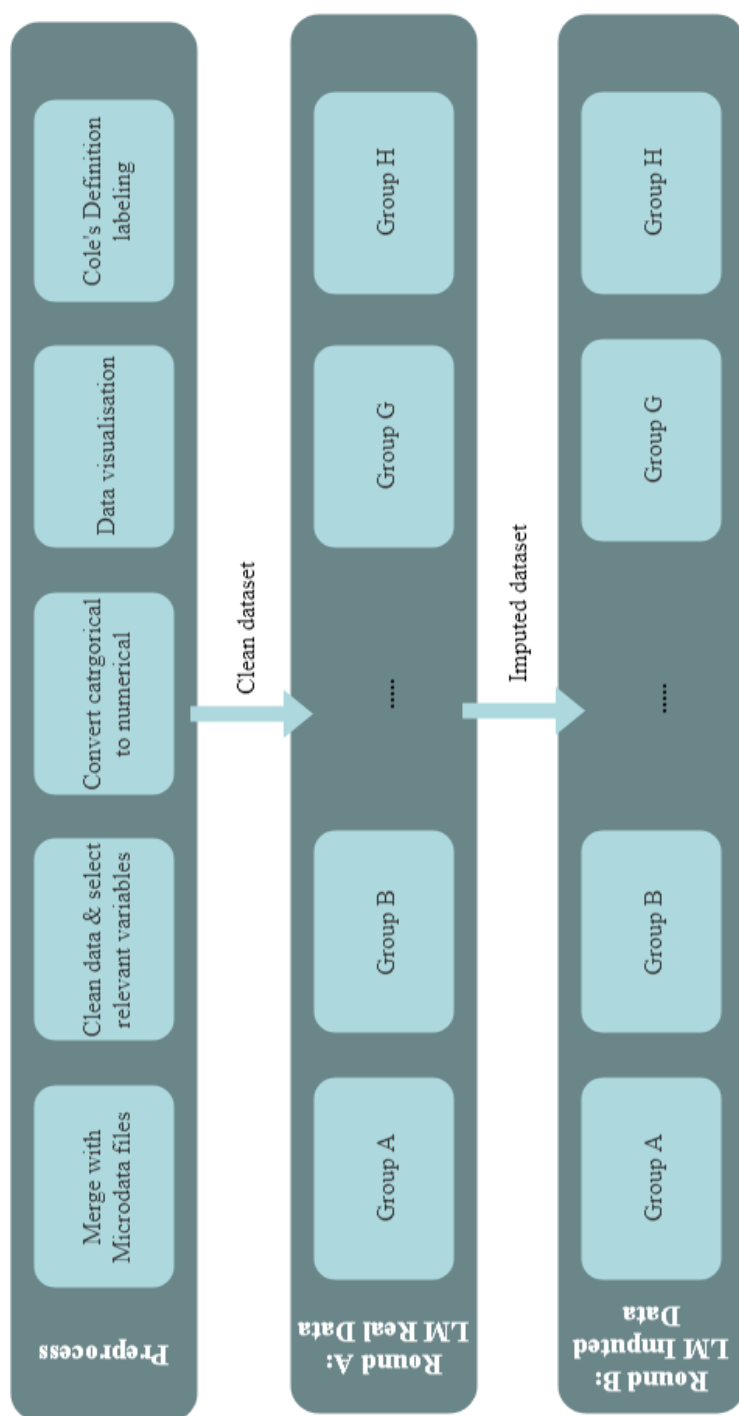 Preprocess
Merge with
Microdata files
Clean data & select
relevant variables
Convert catrgorical
to numerical
Data visualisation
Cole's Definition
labeling
Clean dataset
Round A:
LM Real Data
Group A
Group B
.....
Group G
Group H
Imputed dataset
Round B:
LM Imputed
Data
Group A
Group B
.....
Group G
Group H